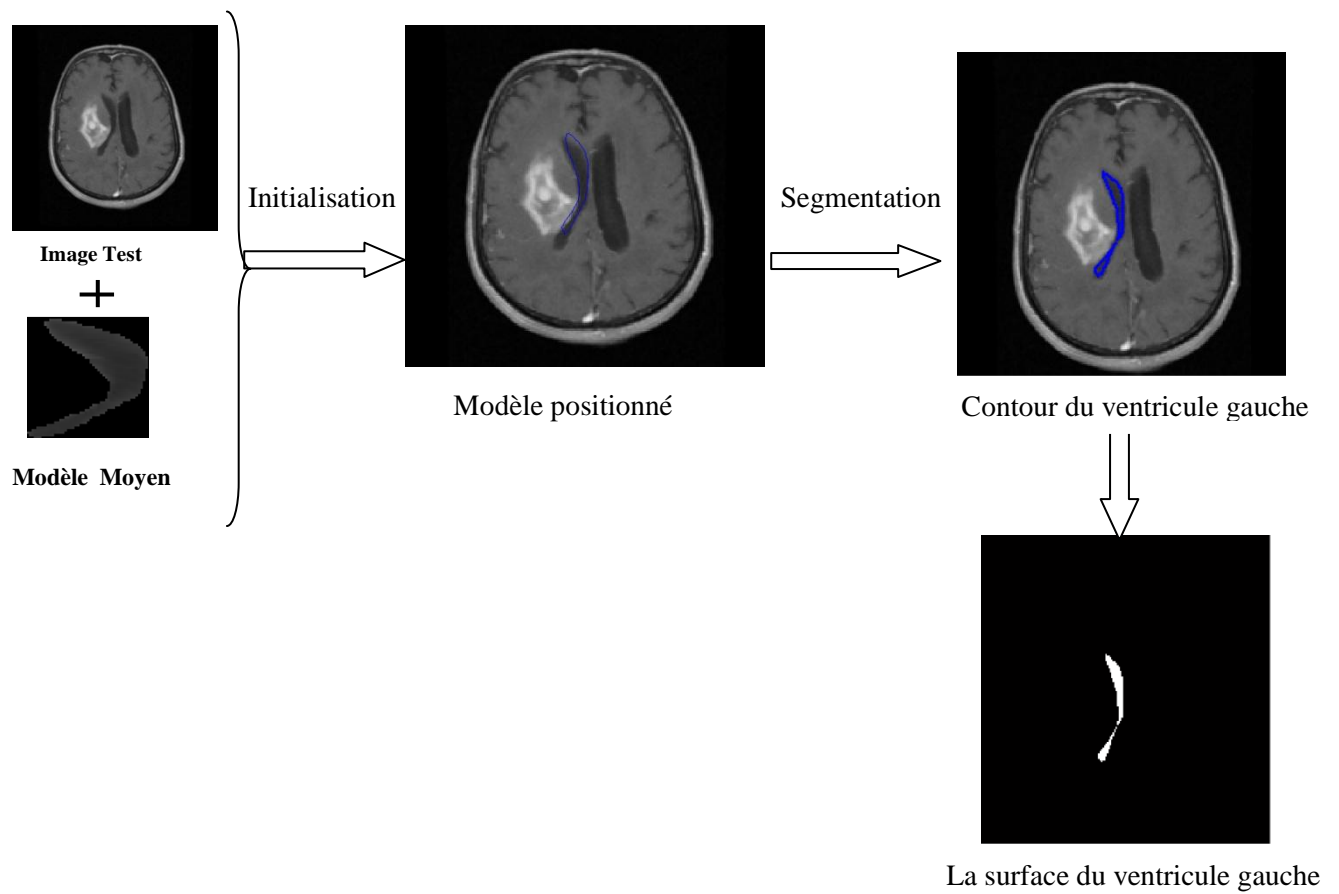 Image Test
+
Modèle Moyen
Initialisation
Modèle positionné
Segmentation
Contour du ventricule gauche
La surface du ventricule gauche